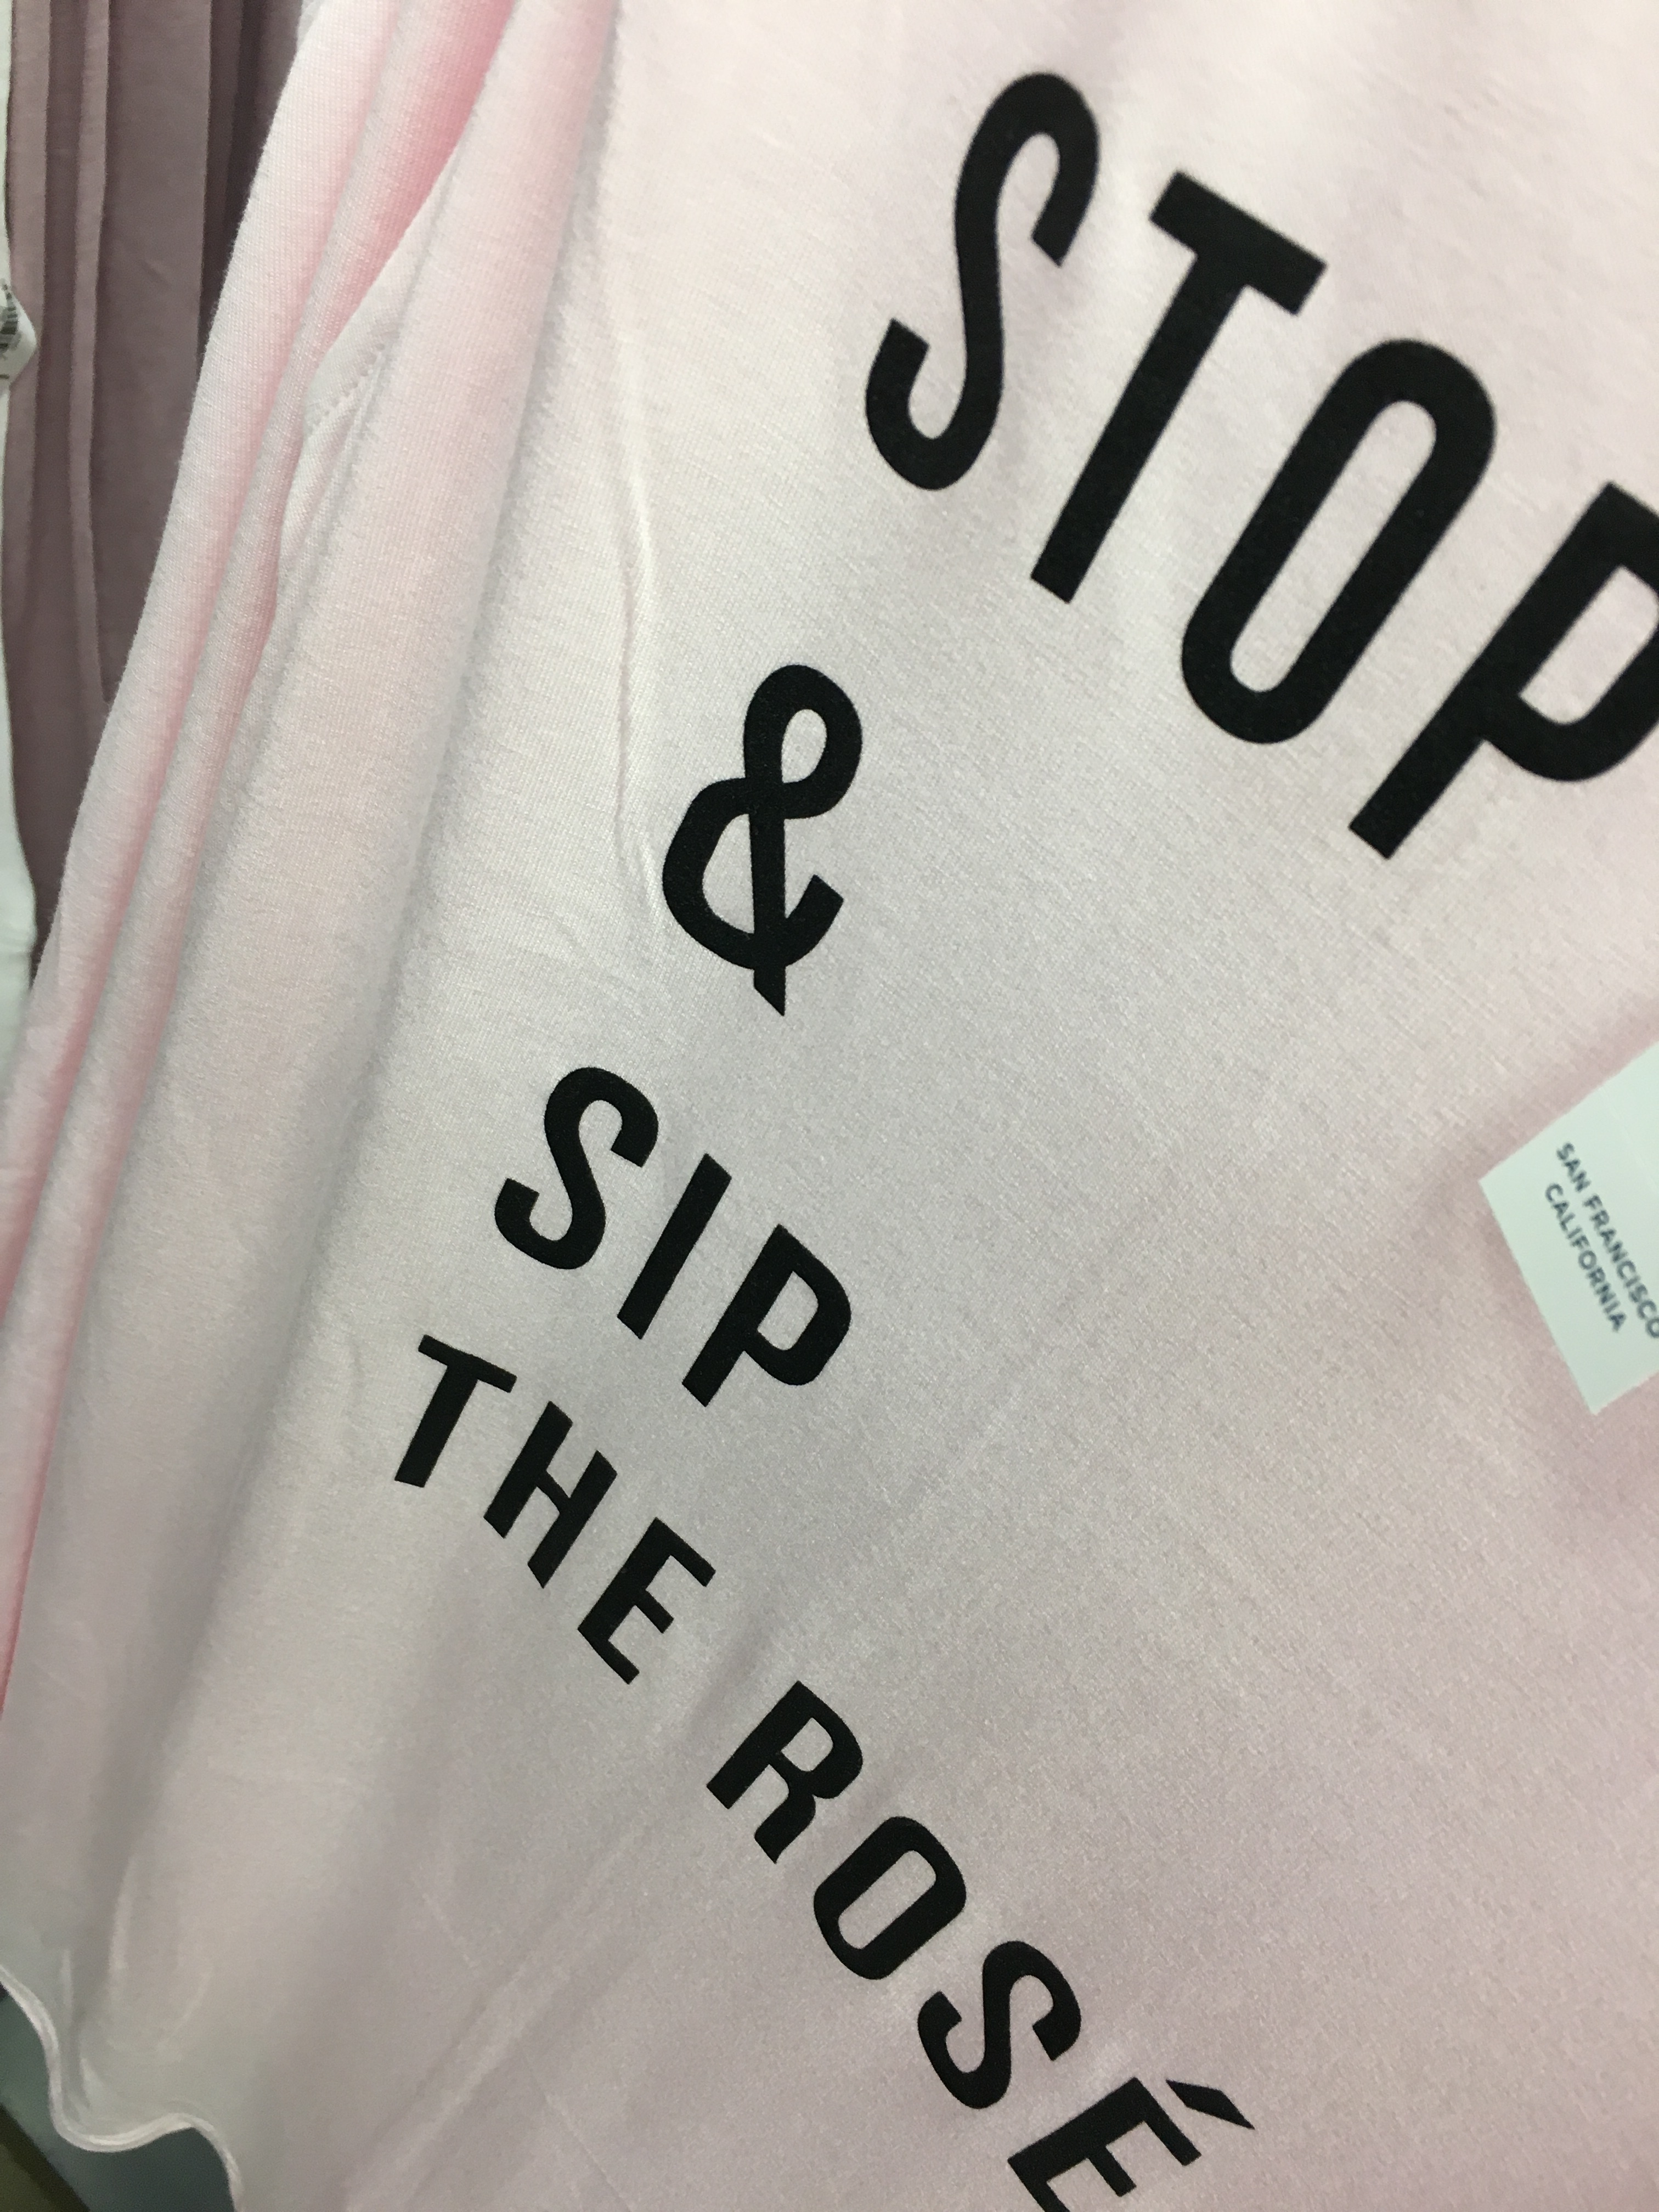 STOP
&
SIP
THE ROSÉ
SAN FRANCISCO
CALIFORNIA